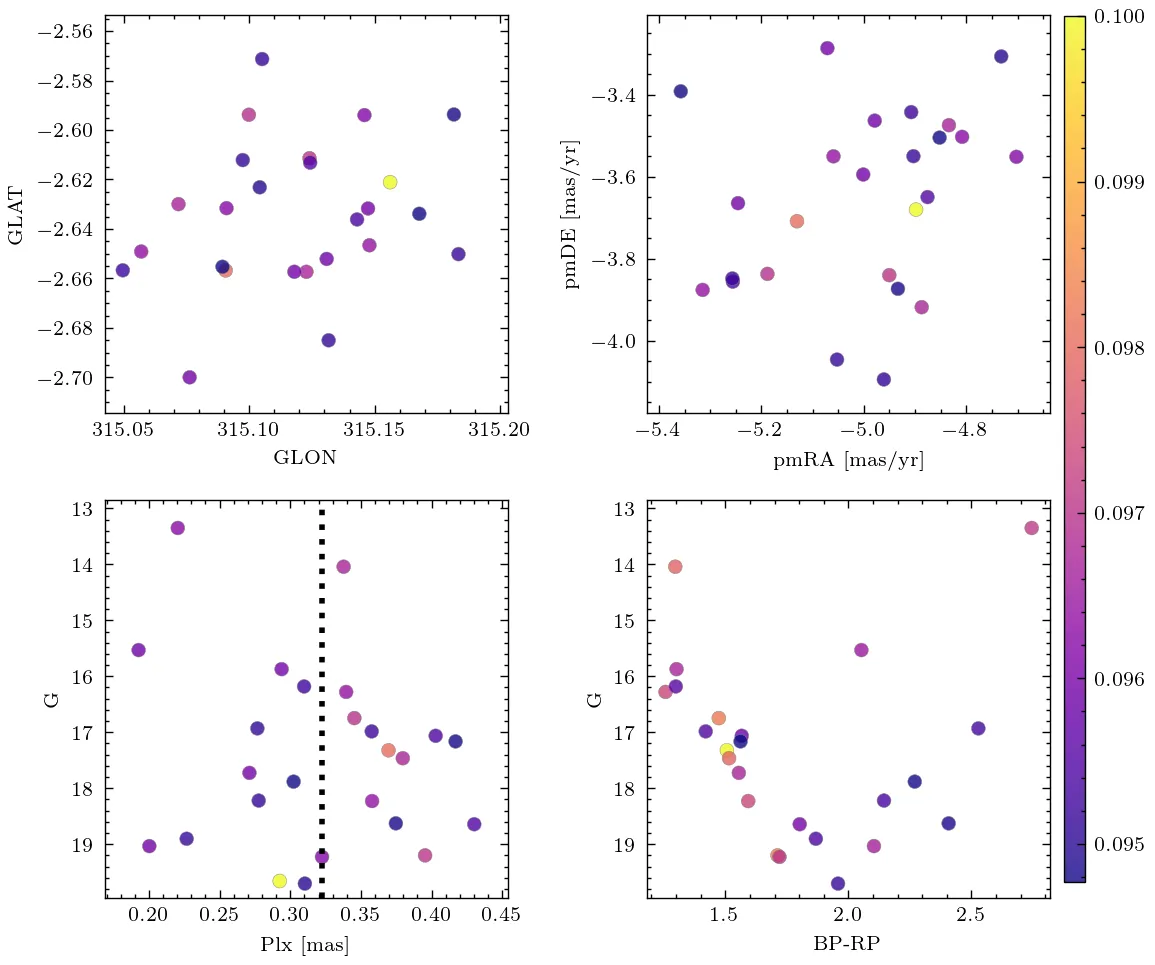 −2.56
−2.58
−2.60
−2.62
−2.64
−2.66
−2.68
−2.70
GLAT
315.05 315.10 315.15 315.20
GLON
−3.4
−3.6
−3.8
−4.0
pmDE [mas/yr]
−5.4 −5.2 −5.0 −4.8
pmRA [mas/yr]
0.100
0.099
0.098
0.097
0.096
0.095
13
14
15
16
17
18
19
G
0.20 0.25 0.30 0.35 0.40 0.45
Plx [mas]
13
14
15
16
17
18
19
G
1.5 2.0 2.5
BP-RP